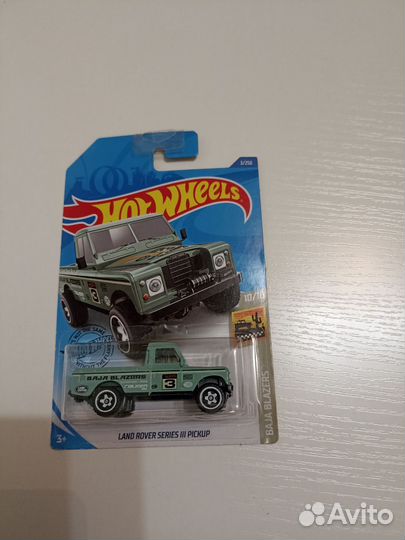 3/250
HOT WHEELS
3
10/10
BAJA BLAZERS
BAJA BLAZERS
3
3+
LAND ROVER SERIES III PICKUP
Avito